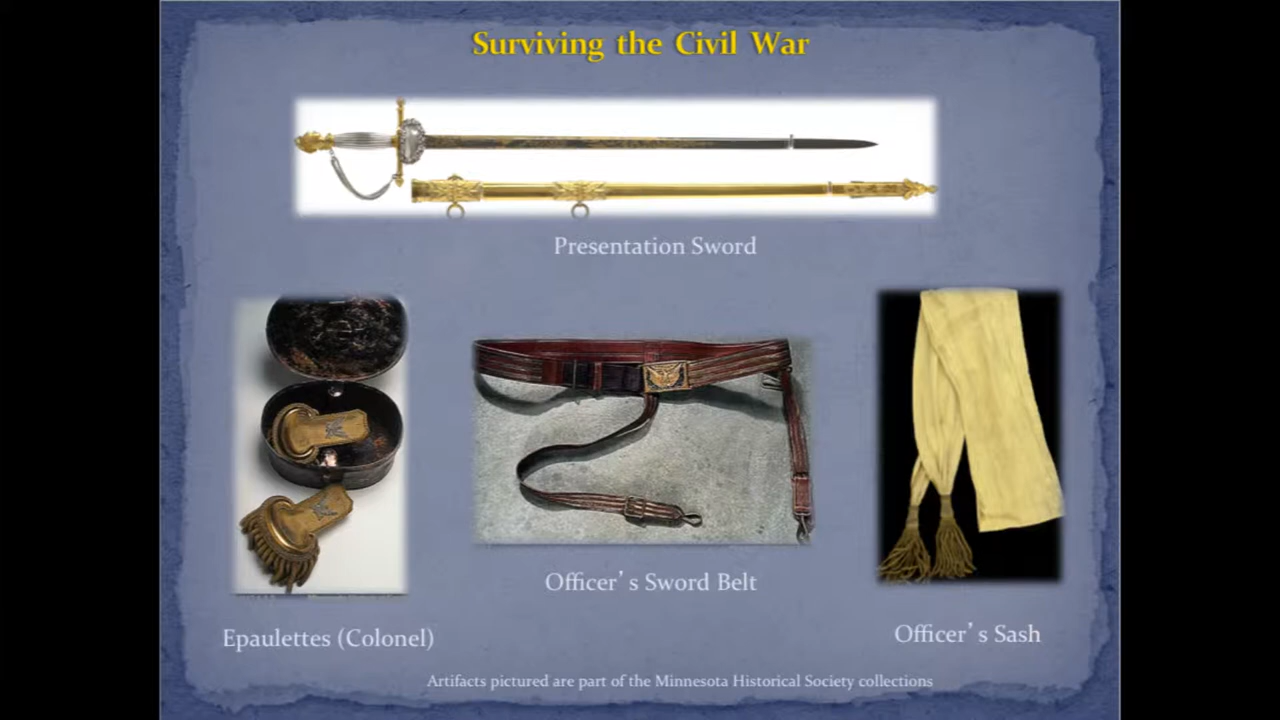 Surviving the Civil War
Presentation Sword
Officer’s Sword Belt
Epaulettes (Colonel)
Officer’s Sash
Artifacts pictured are part of the Minnesota Historical Society collections